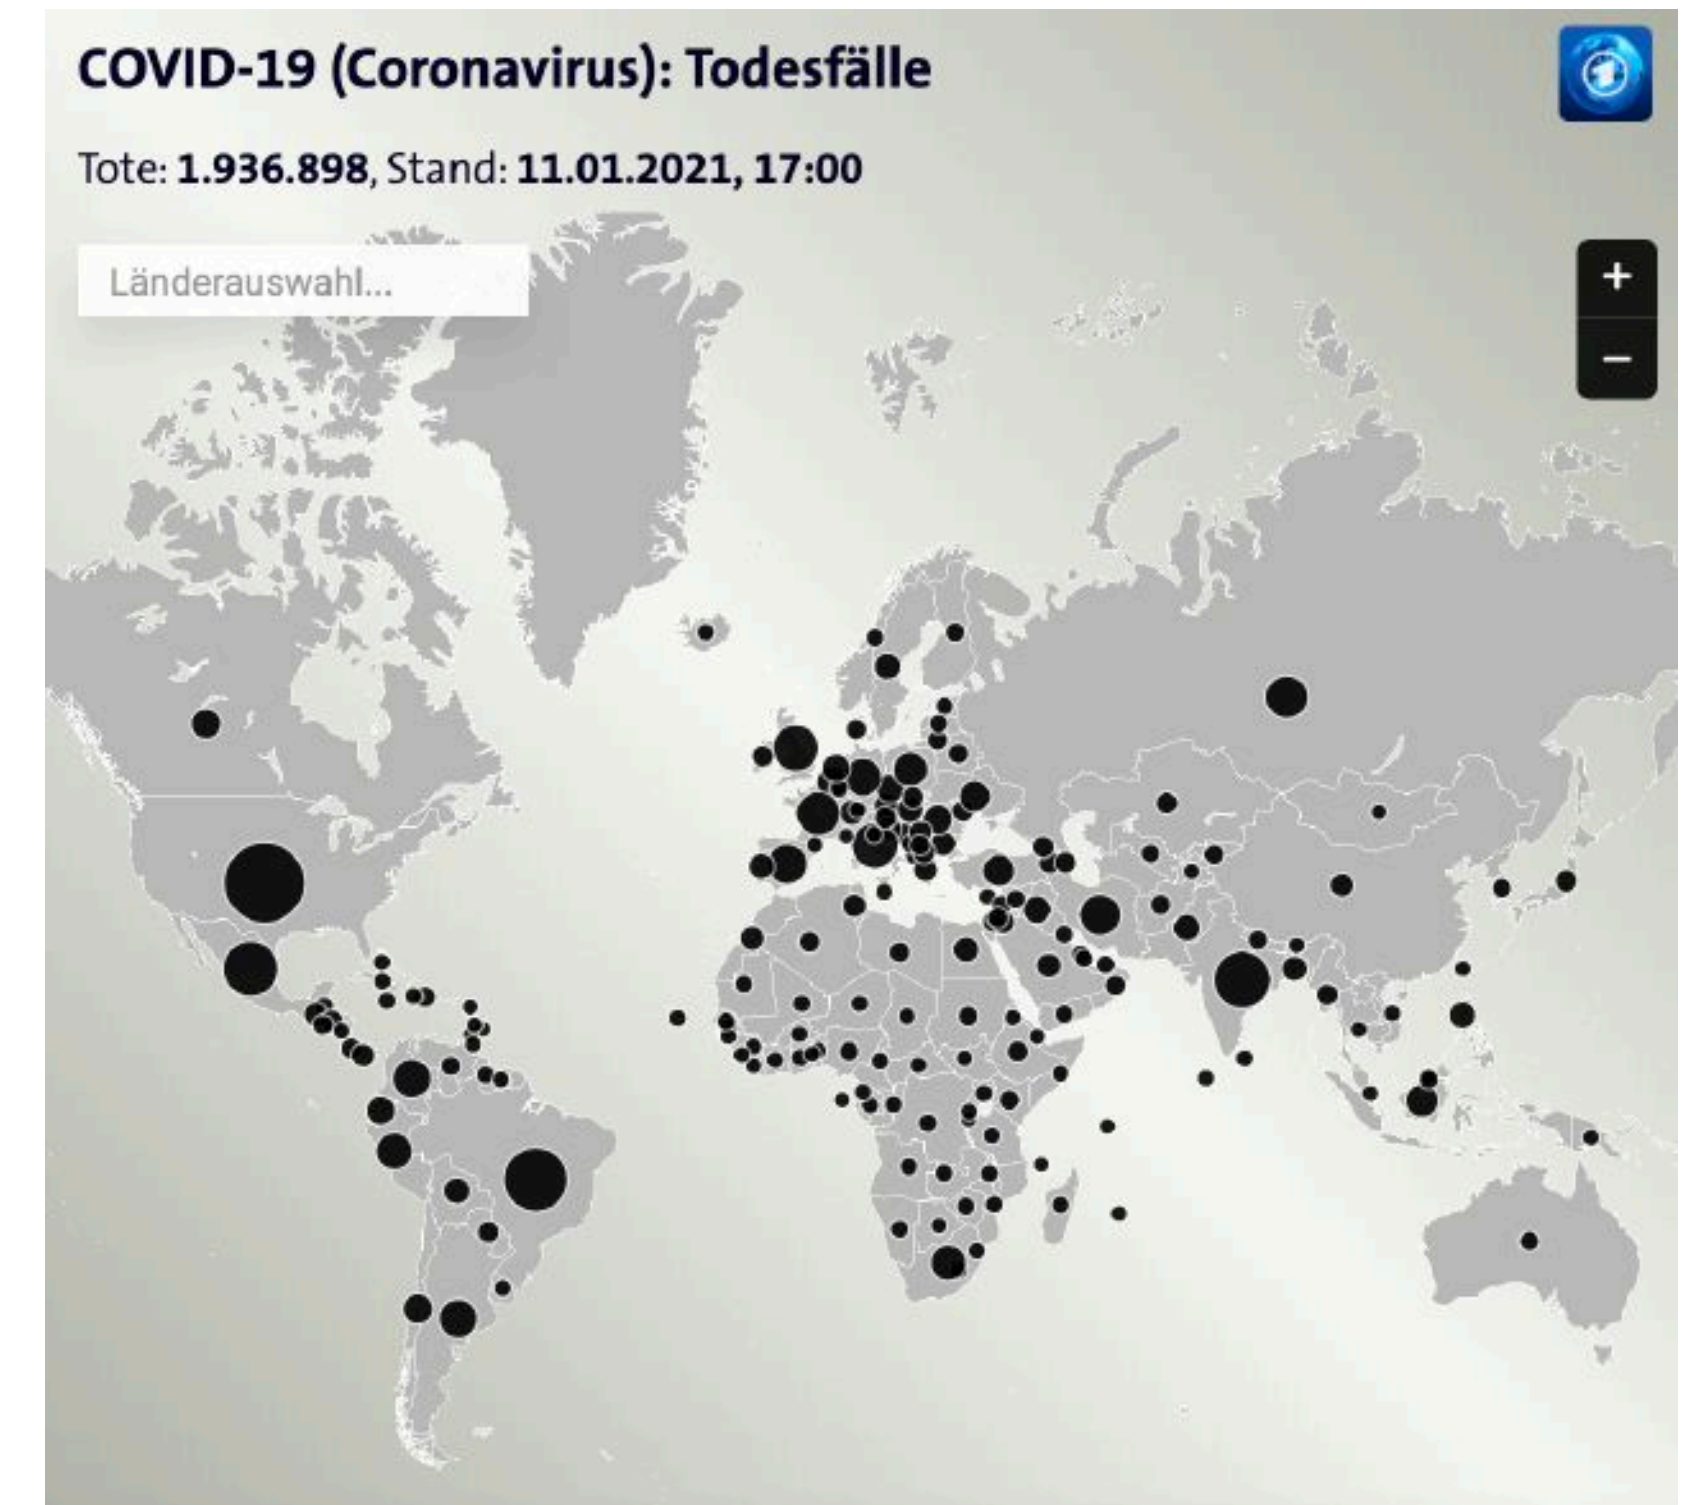 COVID-19 (Coronavirus): Todesfälle
Tote: 1.936.898, Stand: 11.01.2021, 17:00
Länderauswahl...
+
−